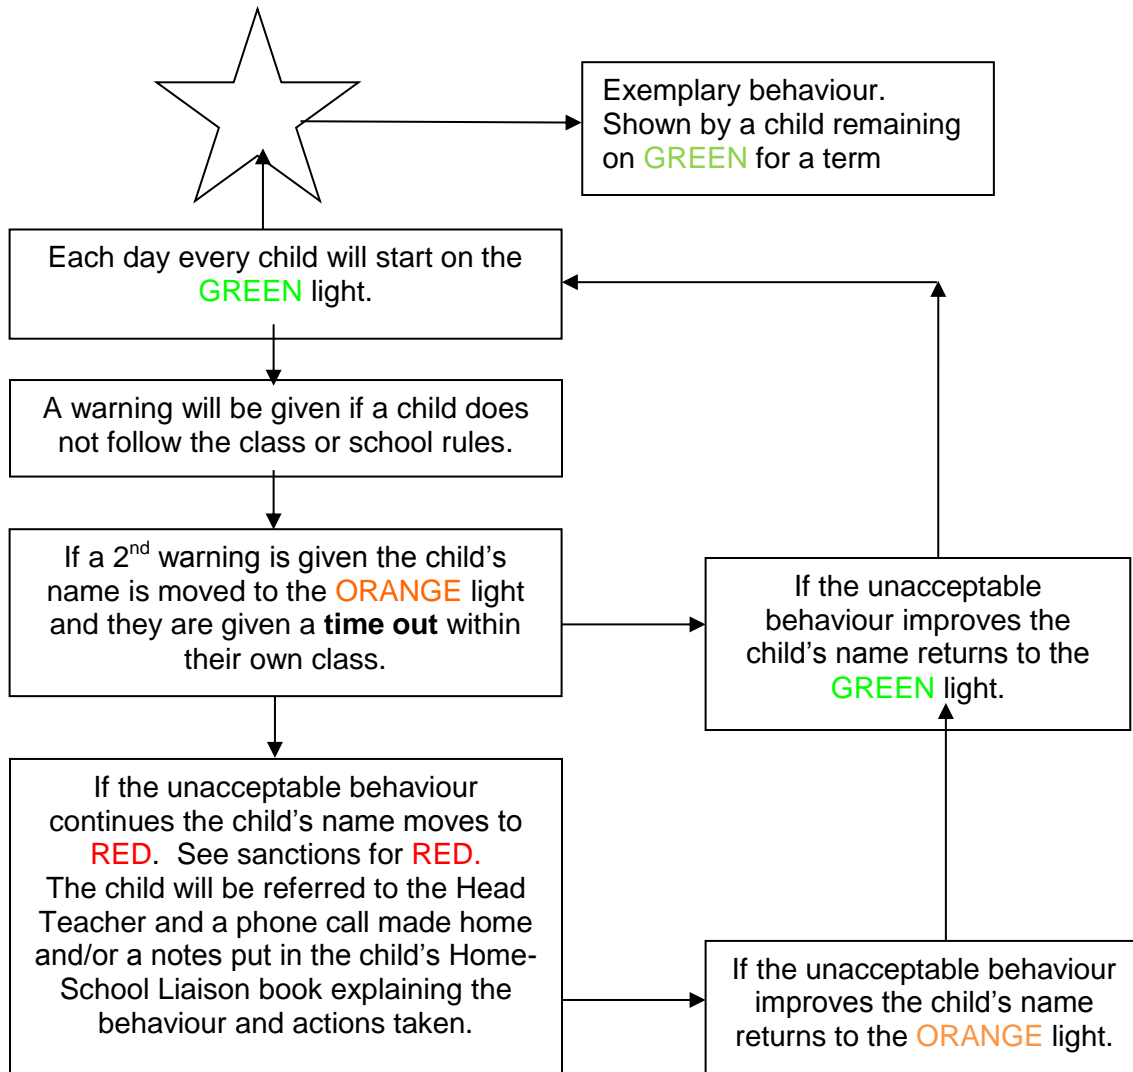 Exemplary behaviour.
Shown by a child remaining
on GREEN for a term
Each day every child will start on the
GREEN light.
A warning will be given if a child does
not follow the class or school rules.
If a 2nd warning is given the child’s
name is moved to the ORANGE light
and they are given a time out within
their own class.
If the unacceptable
behaviour improves the
child’s name returns to the
GREEN light.
If the unacceptable behaviour
continues the child’s name moves to
RED. See sanctions for RED.
The child will be referred to the Head
Teacher and a phone call made home
and/or a notes put in the child’s Home-
School Liaison book explaining the
behaviour and actions taken.
If the unacceptable behaviour
improves the child’s name
returns to the ORANGE light.